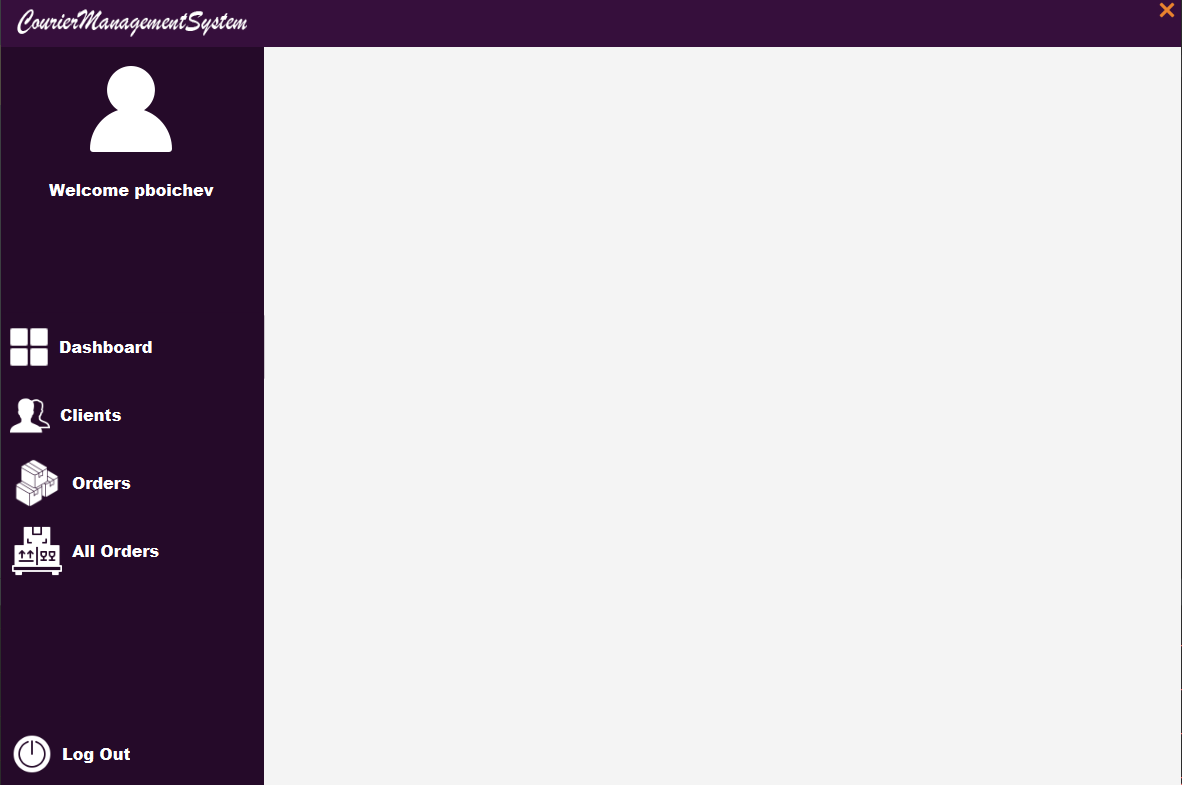 CourierManagementSystem
Welcome pboichev
Dashboard
Clients
Orders
All Orders
Log Out